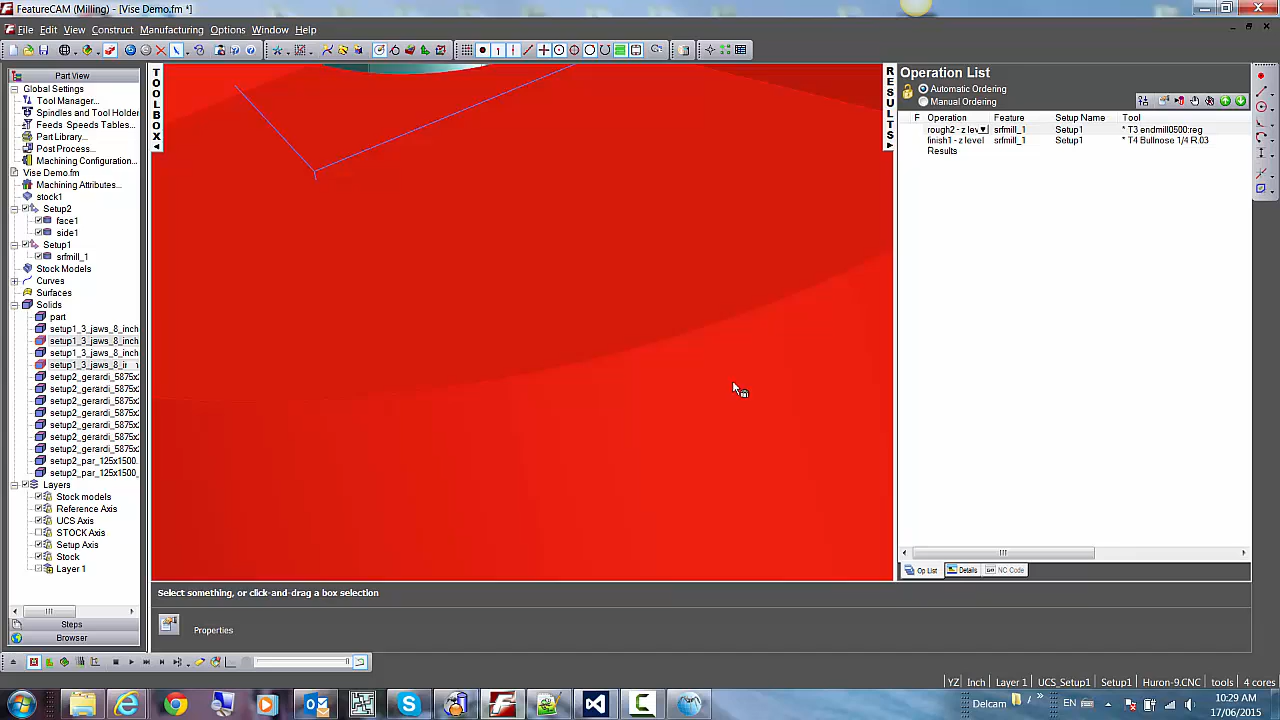 FeatureCAM (Milling) - [Vise Demo.fm *]
File Edit View Construct Manufacturing Options Window Help
Part View
Global Settings
Tool Manager...
Spindles and Tool Holder
Feeds Speeds Tables...
Part Library...
Post Process...
Machining Configuration...
Vise Demo.fm
Machining Attributes...
stock1
Setup2
face1
side1
Setup1
srfmill_1
Stock Models
Curves
Surfaces
Solids
part
setup1_3_jaws_8_inch
setup1_3_jaws_8_inch
setup1_3_jaws_8_inch
setup1_3_jaws_8_in
setup2_gerardi_5875x
setup2_gerardi_5875x
setup2_gerardi_5875x
setup2_gerardi_5875x
setup2_gerardi_5875x
setup2_gerardi_5875x
setup2_gerardi_5875x
setup2_par_125x1500
setup2_par_125x1500_
Layers
Stock models
Reference Axis
UCS Axis
STOCK Axis
Setup Axis
Stock
Layer 1
Steps
Browser
TOOLBOX
RESULTS
Operation List
Automatic Ordering
Manual Ordering
F Operation Feature Setup Name Tool
rough2 - z lev srfmill_1 Setup1 * T3 endmill0500:reg
finish1 - z level srfmill_1 Setup1 * T4 Bullnose 1/4 R.03
Results
Op List Details NC Code
Select something, or click-and-drag a box selection
Properties
YZ Inch Layer 1 UCS_Setup1 Setup1 Huron-9.CNC tools 4 cores
Delcam EN
10:29 AM
17/06/2015